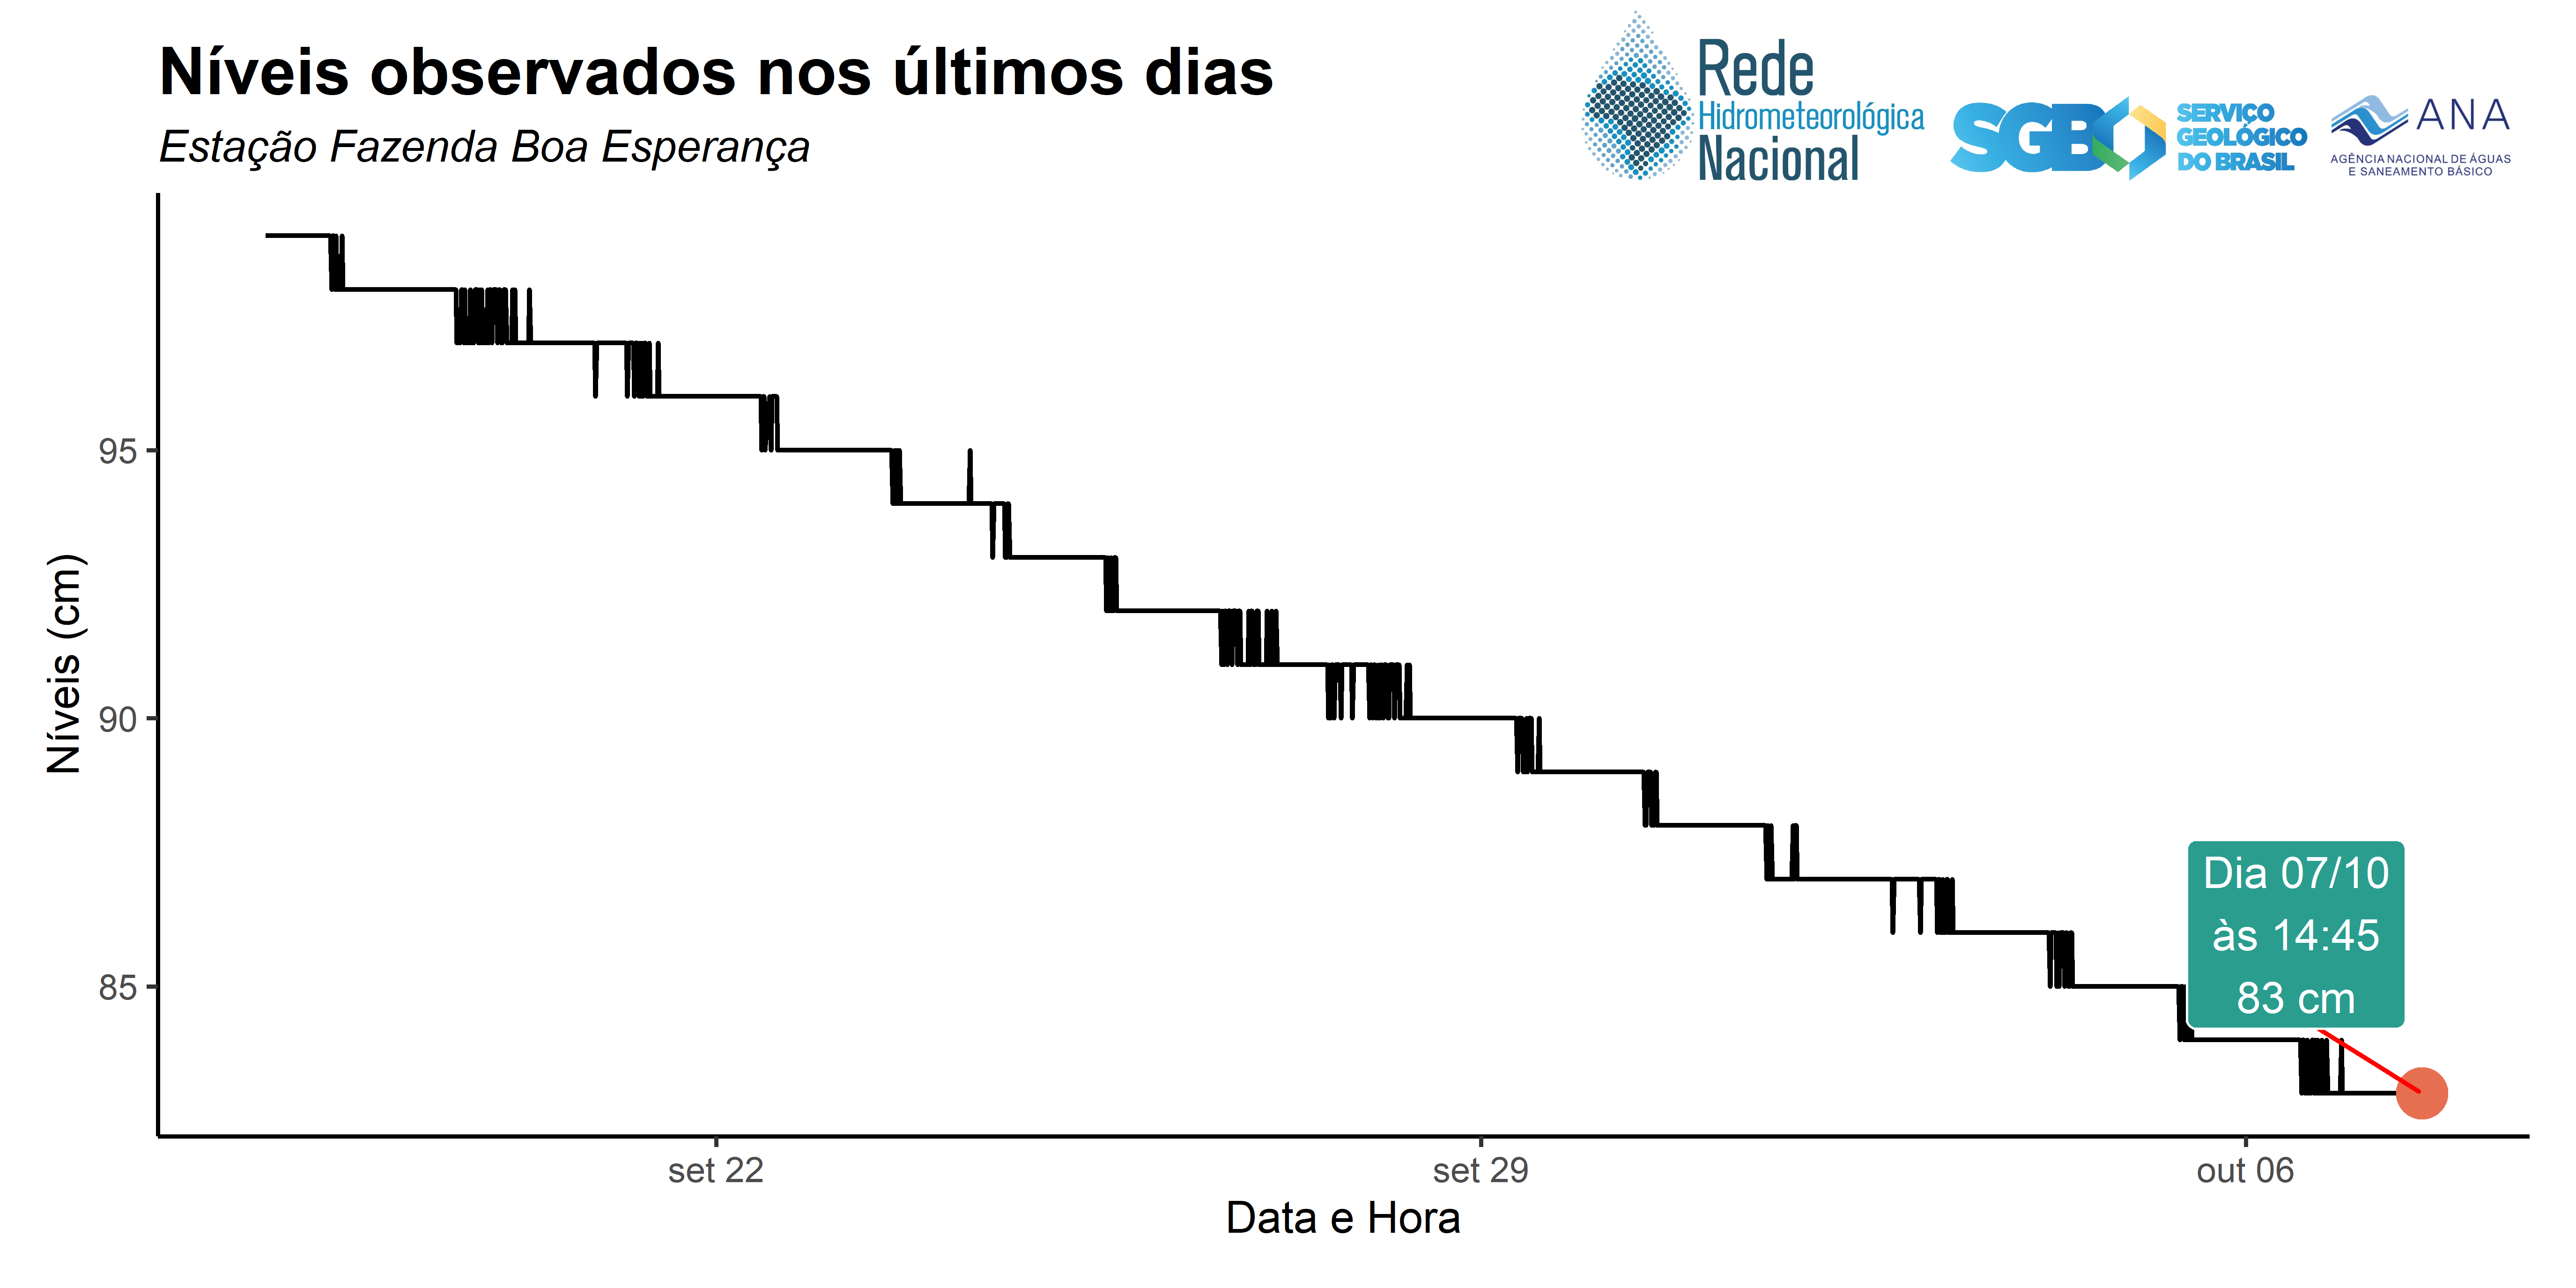 Níveis observados nos últimos dias
Estação Fazenda Boa Esperança
Rede
Hidrometeorológica
Nacional
SGB
SERVIÇO
GEOLÓGICO
DO BRASIL
ANA
AGÊNCIA NACIONAL DE ÁGUAS
E SANEAMENTO BÁSICO
Níveis (cm)
95
90
85
Dia 07/10
às 14:45
83 cm
set 22
set 29
out 06
Data e Hora